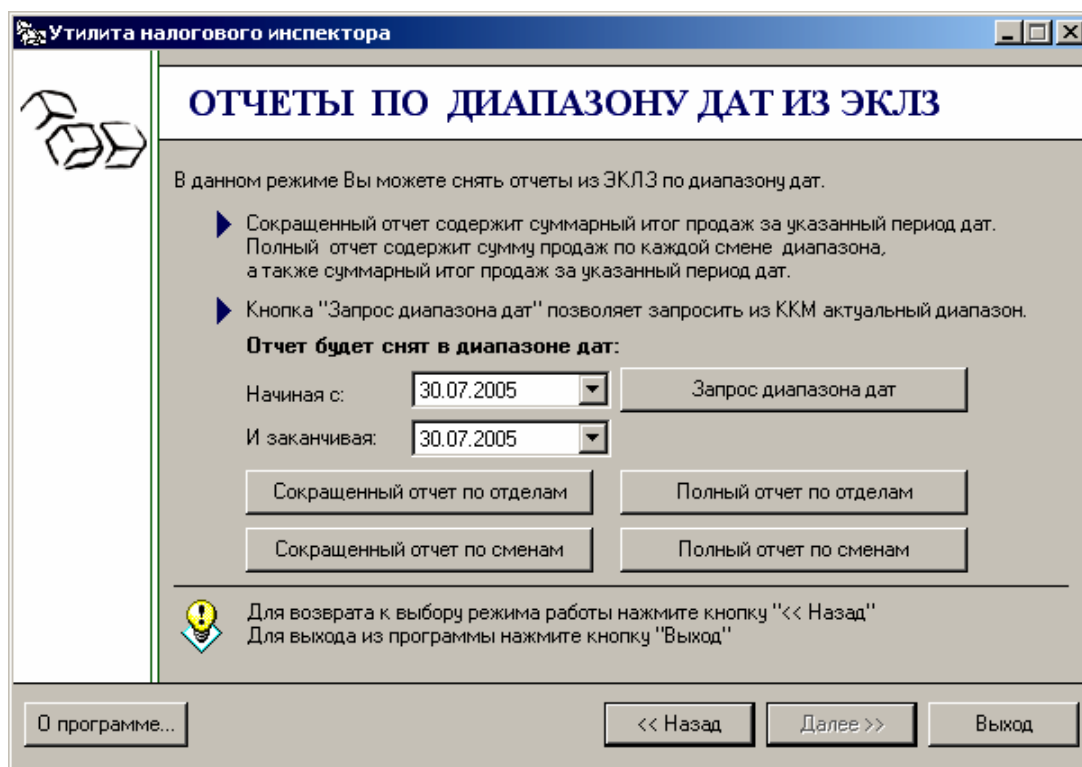 Утилита налогового инспектора
ОТЧЕТЫ ПО ДИАПАЗОНУ ДАТ ИЗ ЭКЛЗ
В данном режиме Вы можете снять отчеты из ЭКЛЗ по диапазону дат.
Сокращенный отчет содержит суммарный итог продаж за указанный период дат.
Полный отчет содержит сумму продаж по каждой смене диапазона,
а также суммарный итог продаж за указанный период дат.
Кнопка "Запрос диапазона дат" позволяет запросить из ККМ актуальный диапазон.
Отчет будет снят в диапазоне дат:
Начиная с: 30.07.2005 Запрос диапазона дат
И заканчивая: 30.07.2005
Сокращенный отчет по отделам Полный отчет по отделам
Сокращенный отчет по сменам Полный отчет по сменам
Для возврата к выбору режима работы нажмите кнопку "<< Назад"
Для выхода из программы нажмите кнопку "Выход"
О программе... << Назад Далее >> Выход